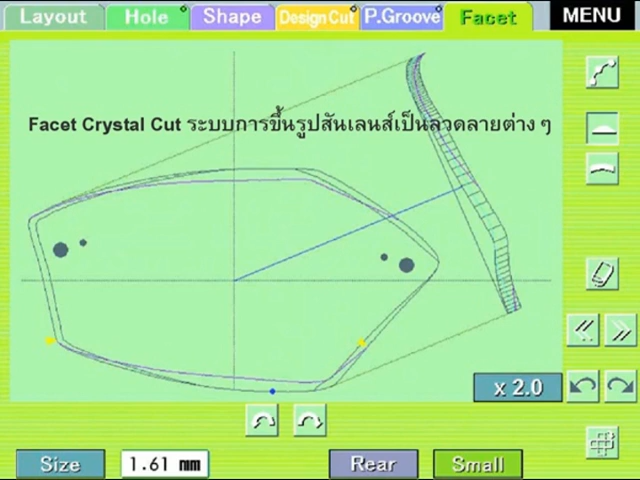 Layout
Hole
Shape
Design Cut
P.Groove
Facet
MENU
Facet Crystal Cut ระบบการขึ้นรูปสันเลนส์เป็นลวดลายต่าง ๆ
x 2.0
Size
1.61 mm
Rear
Small